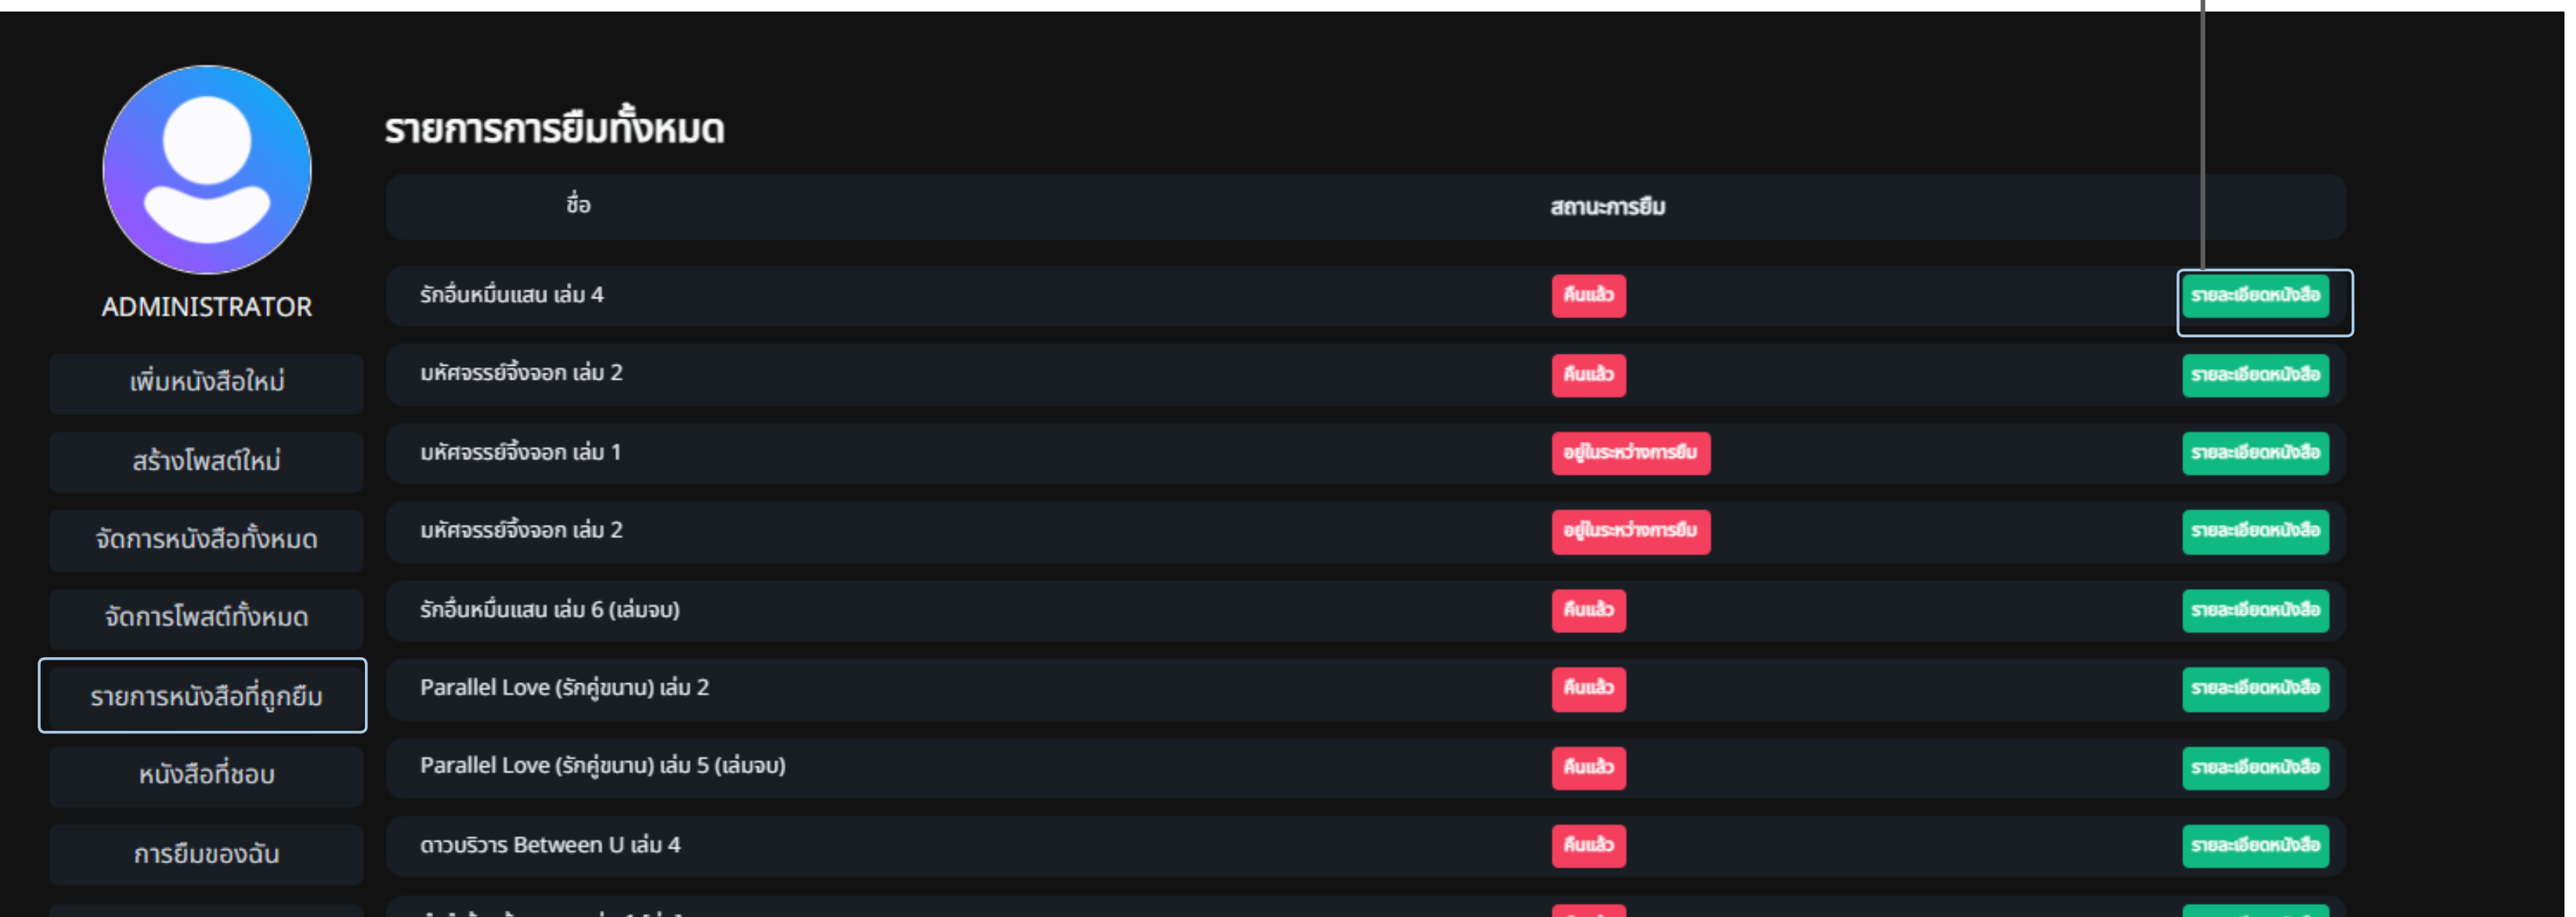 ADMINISTRATOR
เพิ่มหนังสือใหม่
สร้างโพสต์ใหม่
จัดการหนังสือทั้งหมด
จัดการโพสต์ทั้งหมด
รายการหนังสือที่ถูกยืม
หนังสือที่ชอบ
การยืมของฉัน
รายการการยืมทั้งหมด
ชื่อ สถานะการยืม
รักอื่นหมื่นแสน เล่ม 4 คืนแล้ว รายละเอียดหนังสือ
มหัศจรรย์จิ้งจอก เล่ม 2 คืนแล้ว รายละเอียดหนังสือ
มหัศจรรย์จิ้งจอก เล่ม 1 อยู่ในระหว่างการยืม รายละเอียดหนังสือ
มหัศจรรย์จิ้งจอก เล่ม 2 อยู่ในระหว่างการยืม รายละเอียดหนังสือ
รักอื่นหมื่นแสน เล่ม 6 (เล่มจบ) คืนแล้ว รายละเอียดหนังสือ
Parallel Love (รักคู่ขนาน) เล่ม 2 คืนแล้ว รายละเอียดหนังสือ
Parallel Love (รักคู่ขนาน) เล่ม 5 (เล่มจบ) คืนแล้ว รายละเอียดหนังสือ
ดาวบริวาร Between U เล่ม 4 คืนแล้ว รายละเอียดหนังสือ